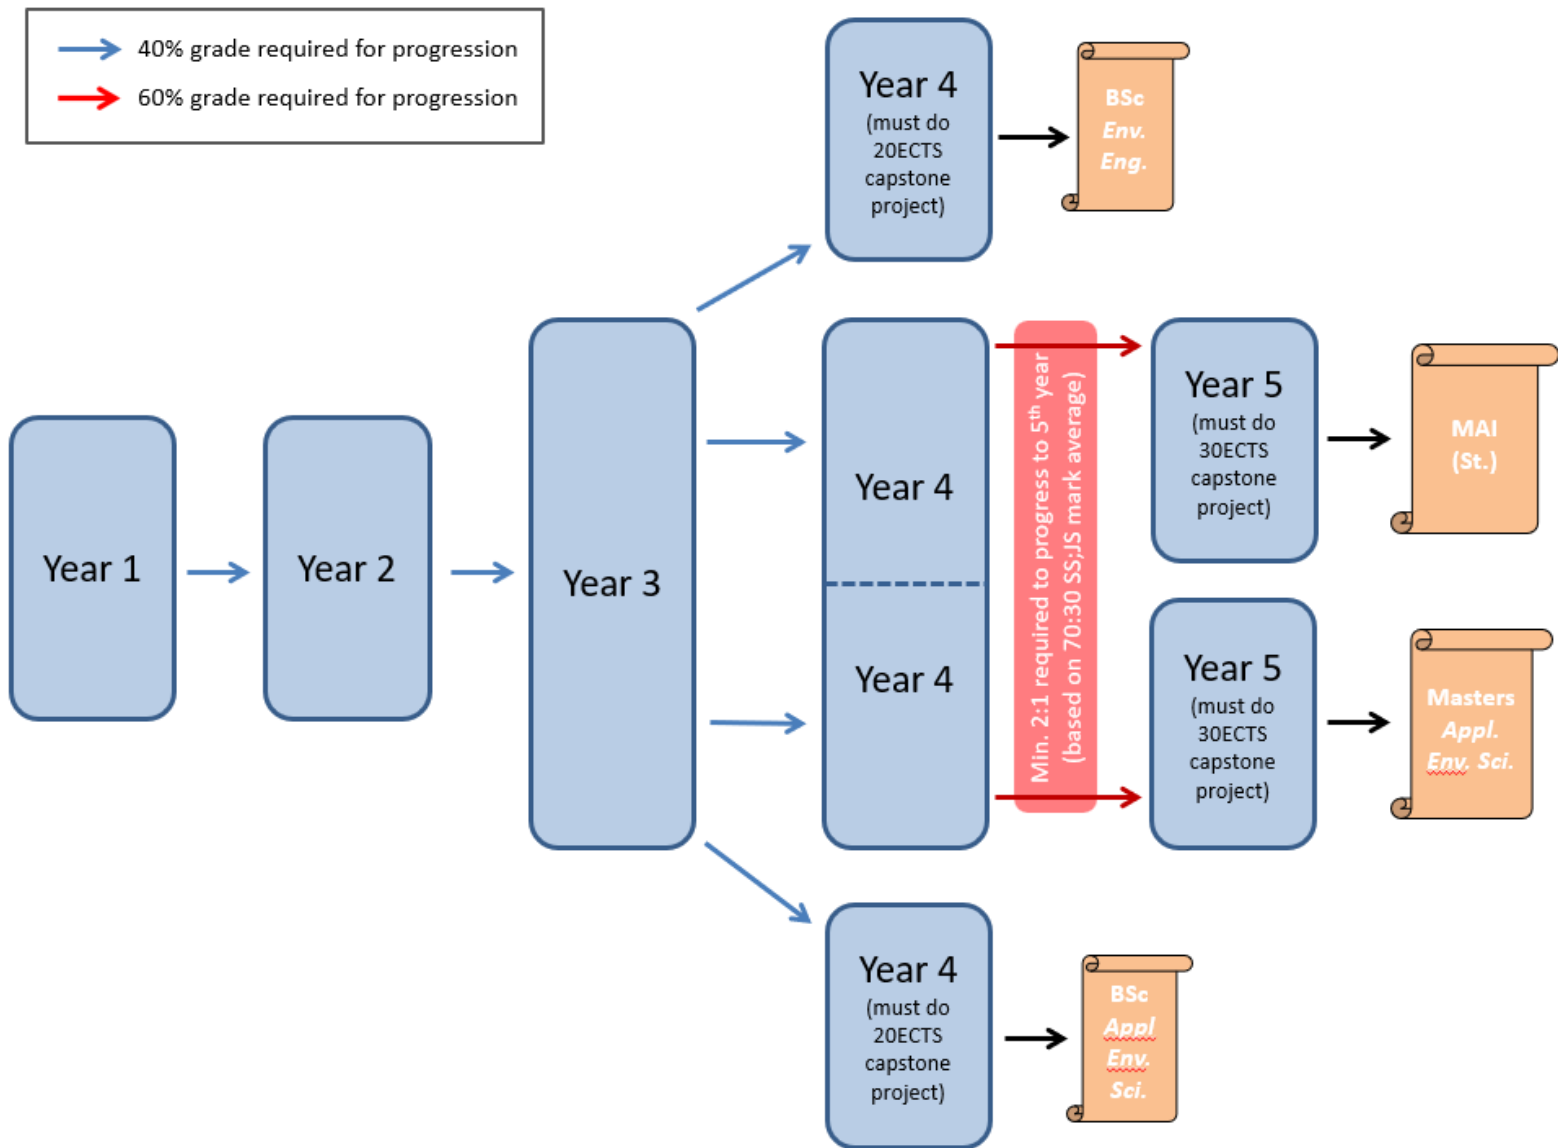 40% grade required for progression
60% grade required for progression
Year 4
(must do
20ECTS
capstone
project)
BSc
Env.
Eng.
Year 1
Year 2
Year 3
Year 4
Year 4
Min. 2:1 required to progress to 5th year
(based on 70:30 SS;JS mark average)
Year 5
(must do
30ECTS
capstone
project)
MAI
(St.)
Year 5
(must do
30ECTS
capstone
project)
Masters
Appl.
Env. Sci.
Year 4
(must do
20ECTS
capstone
project)
BSc
Appl
Env.
Sci.